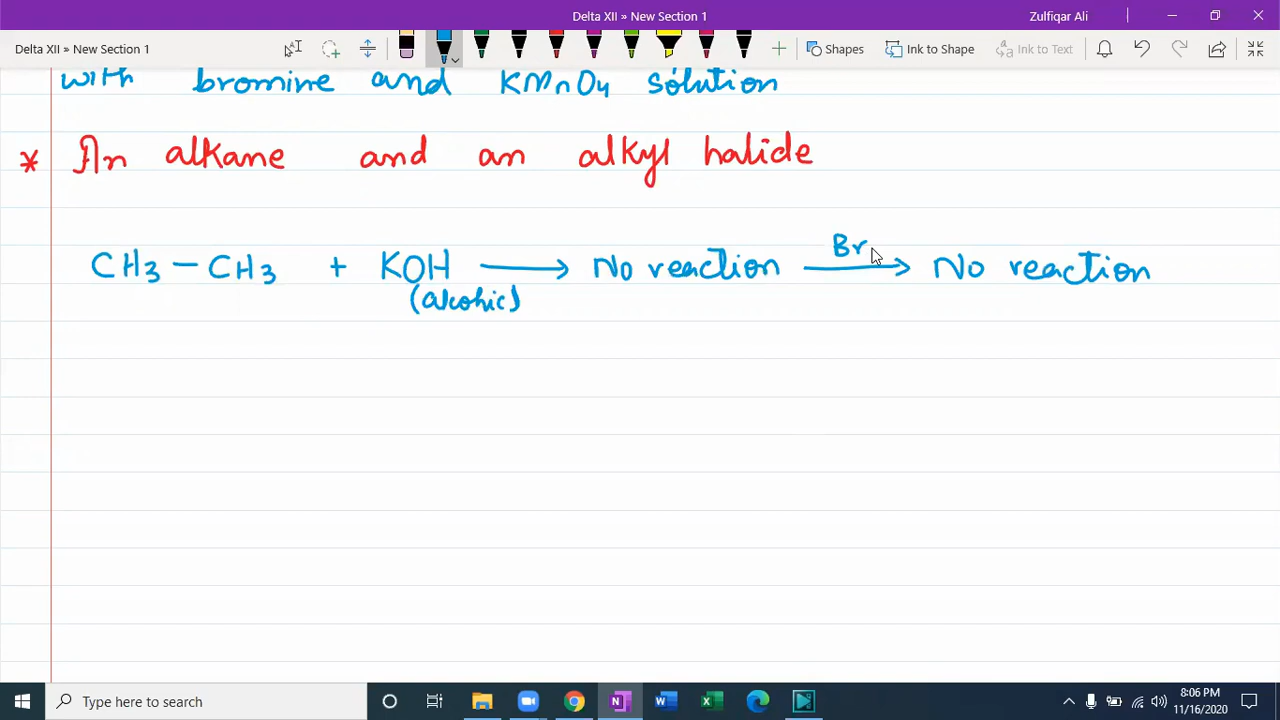 Delta XII » New Section 1
Zulfiqar Ali
Delta XII » New Section 1
Shapes
Ink to Shape
Ink to Text
with bromine and KMnO4 solution
* An alkane and an alkyl halide
Br
CH3 — CH3 + KOH ⟶ No reaction ⟶ No reaction
(alcohic)
Type here to search
8:06 PM
11/16/2020